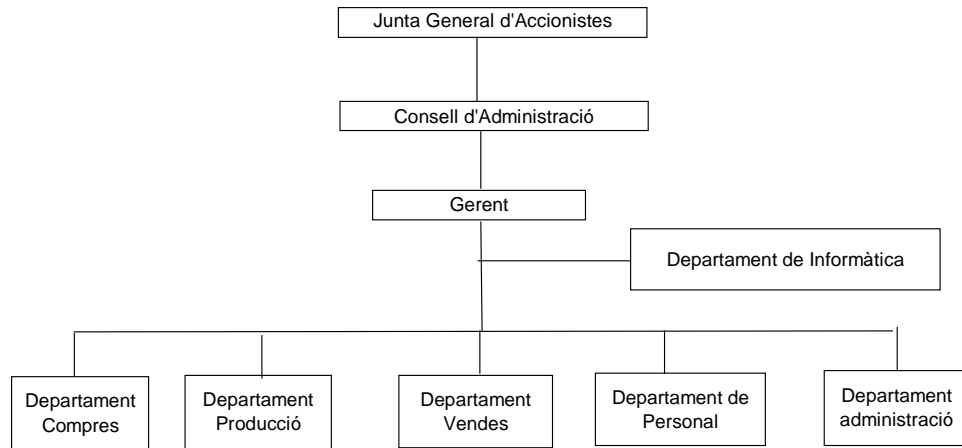 Junta General d'Accionistes
Consell d'Administració
Gerent
Departament de Informàtica
Departament
Compres
Departament
Producció
Departament
Vendes
Departament de
Personal
Departament
administració